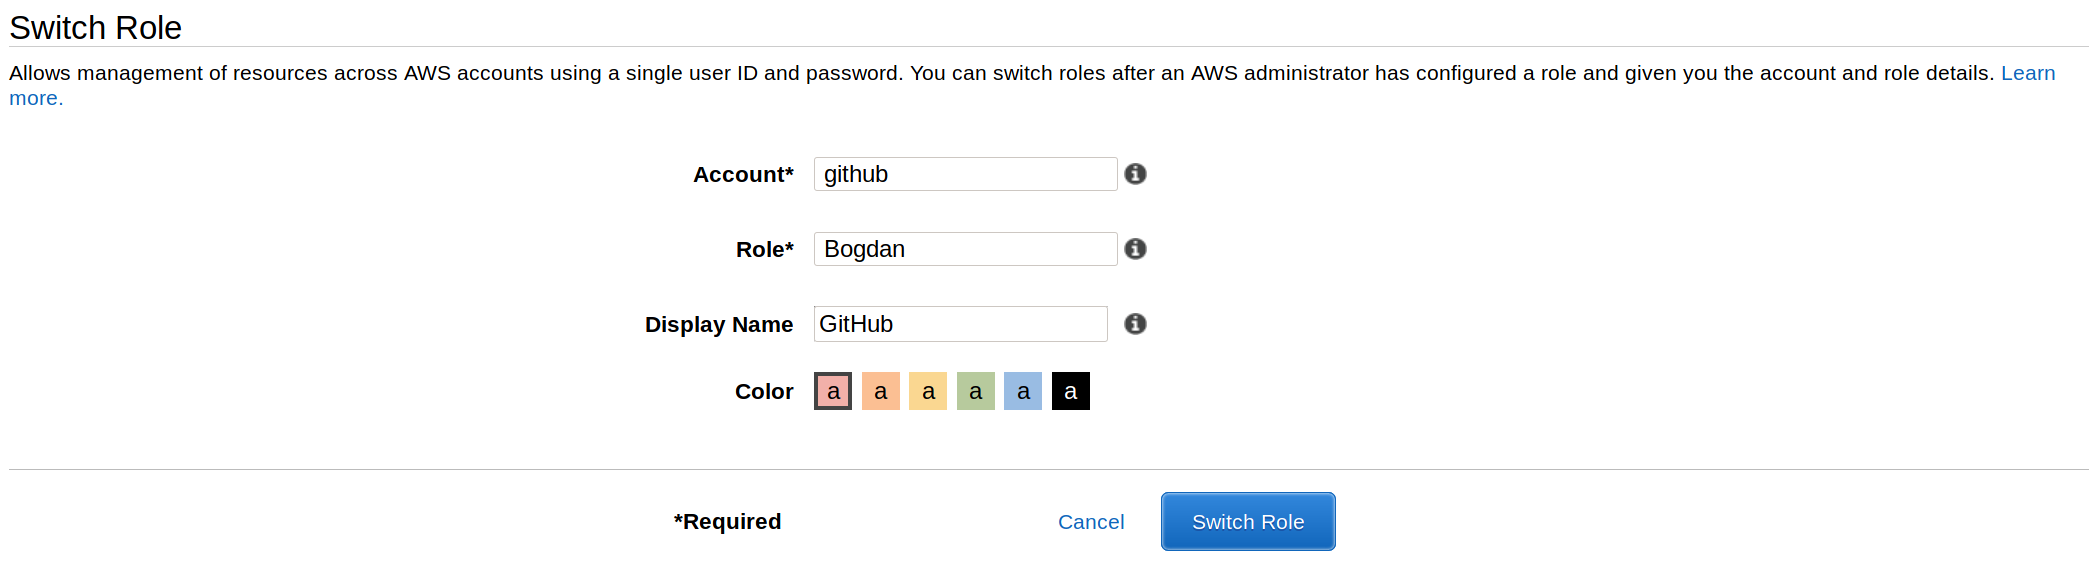 Switch Role
Allows management of resources across AWS accounts using a single user ID and password. You can switch roles after an AWS administrator has configured a role and given you the account and role details. Learn
more.
Account* github
Role* Bogdan
Display Name GitHub
Color a a a a a a
*Required Cancel Switch Role